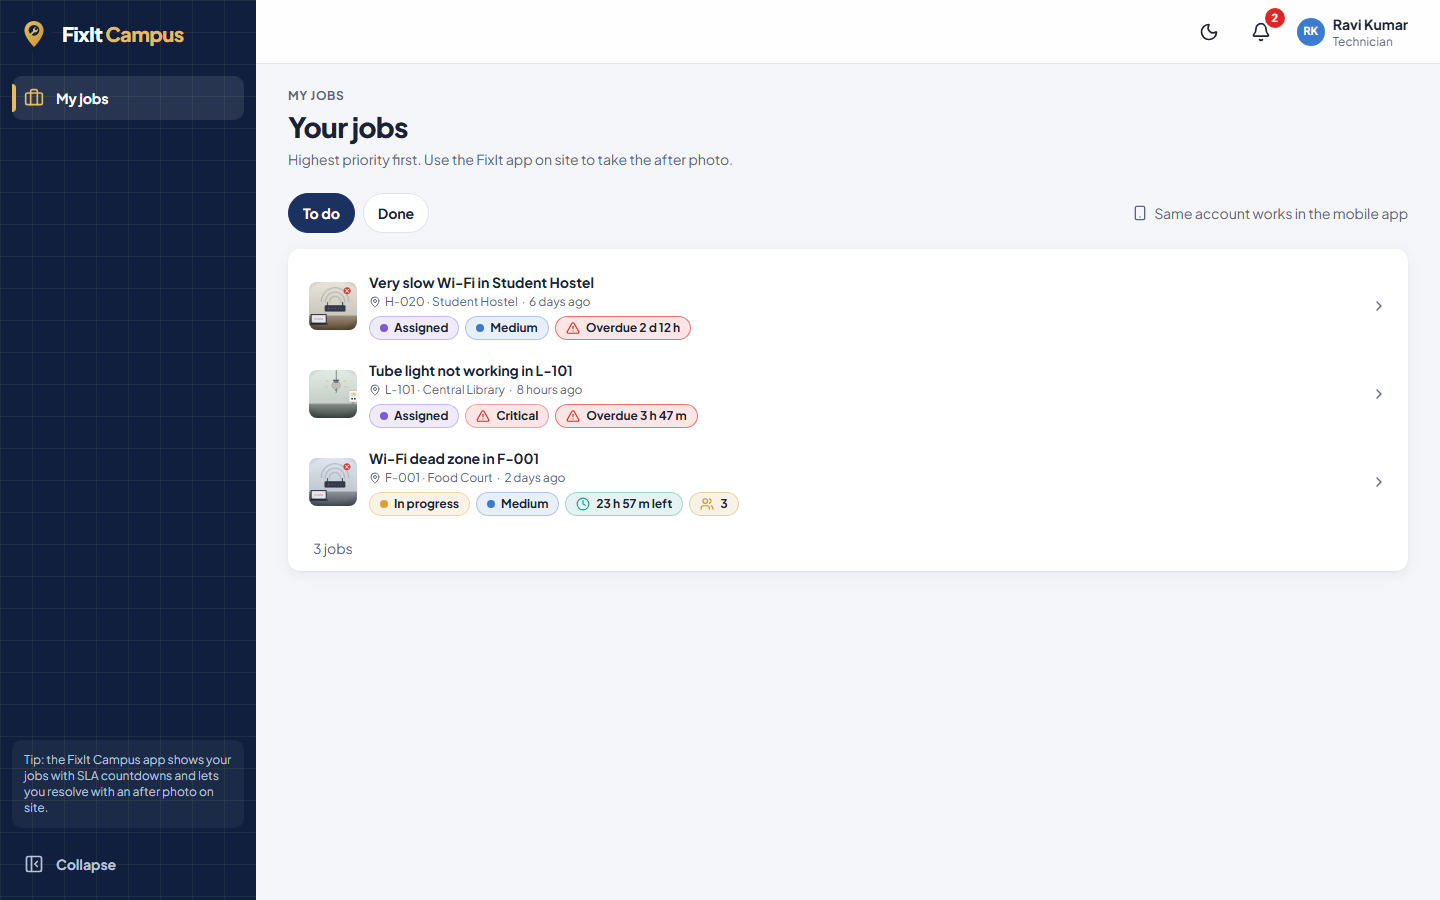 FixIt Campus
My jobs
Tip: the FixIt Campus app shows your
jobs with SLA countdowns and lets
you resolve with an after photo on
site.
Collapse
2
RK
Ravi Kumar
Technician
MY JOBS
Your jobs
Highest priority first. Use the FixIt app on site to take the after photo.
To do
Done
Same account works in the mobile app
Very slow Wi-Fi in Student Hostel
H-020 · Student Hostel · 6 days ago
Assigned
Medium
Overdue 2 d 12 h
Tube light not working in L-101
L-101 · Central Library · 8 hours ago
Assigned
Critical
Overdue 3 h 47 m
Wi-Fi dead zone in F-001
F-001 · Food Court · 2 days ago
In progress
Medium
23 h 57 m left
3
3 jobs